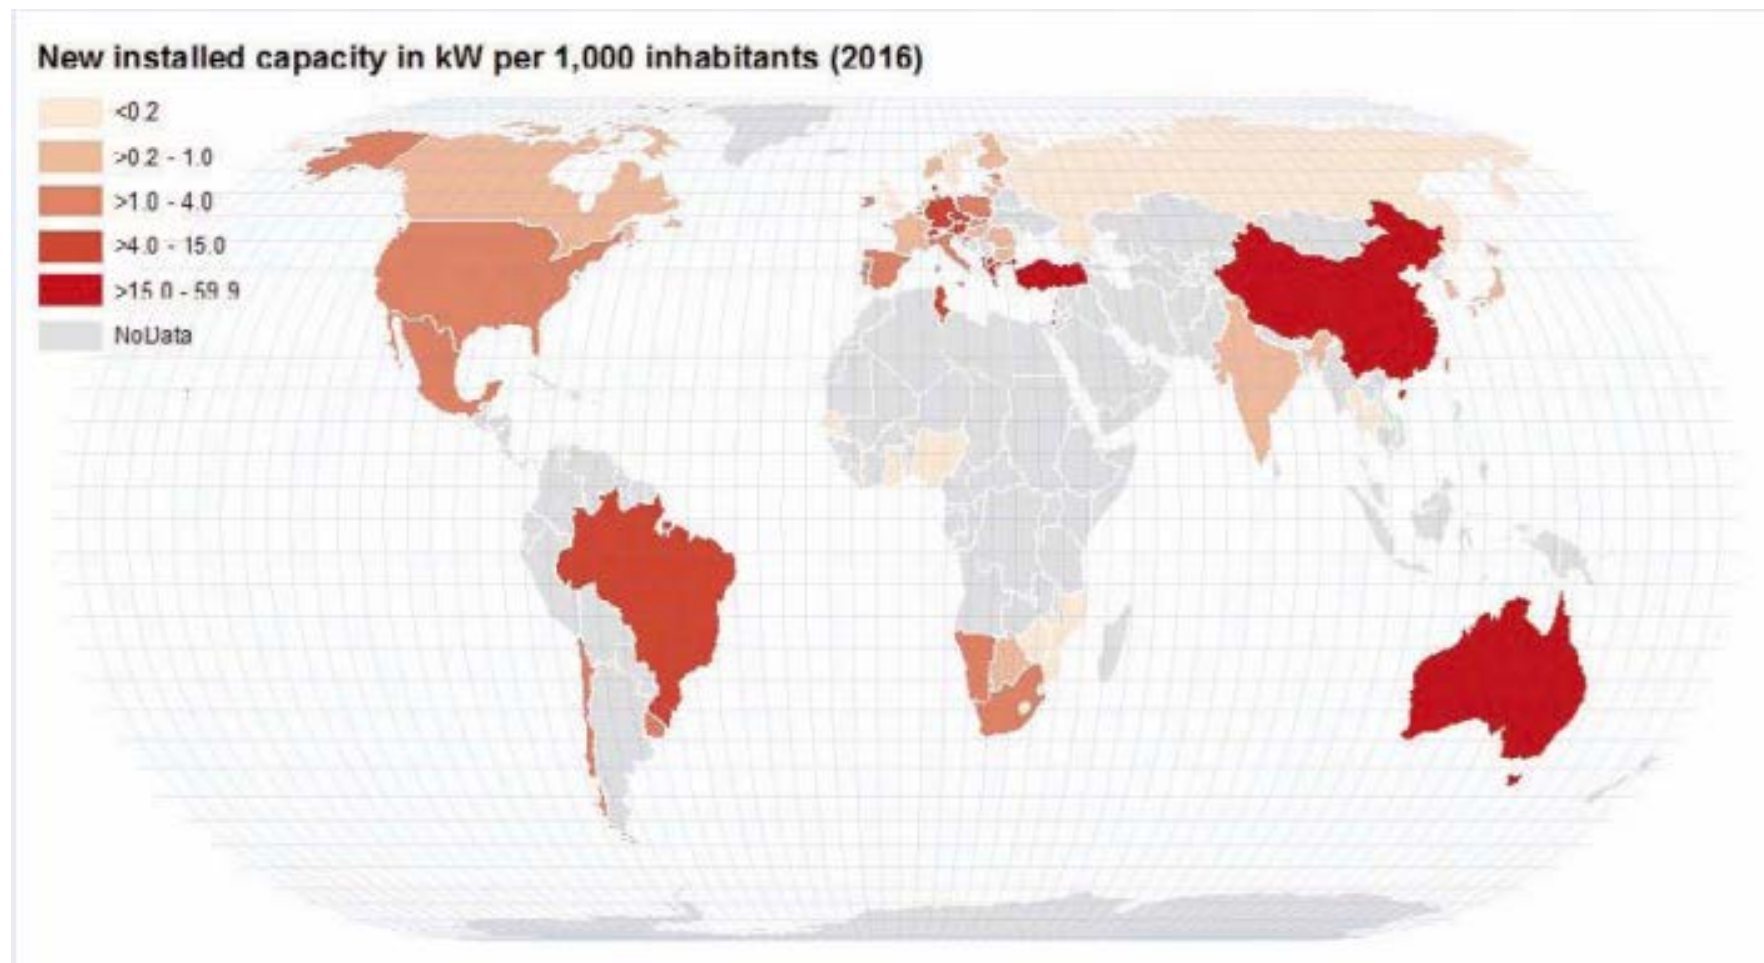 New installed capacity in kW per 1,000 inhabitants (2016)
<0.2
>0.2 - 1.0
>1.0 - 4.0
>4.0 - 15.0
>15.0 - 59.9
NoData